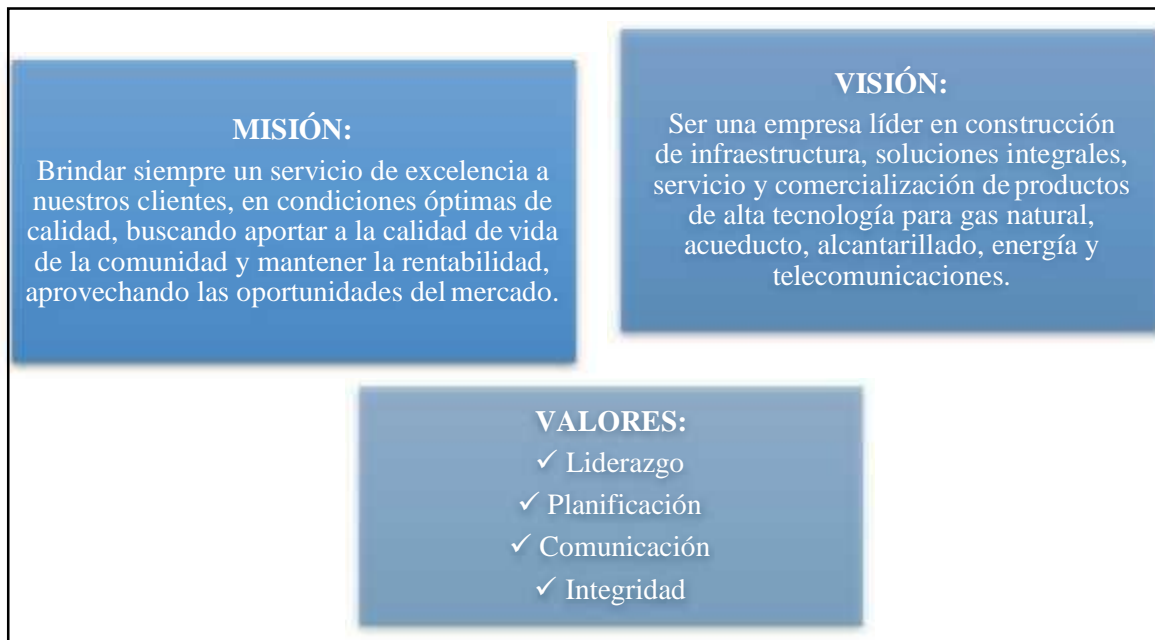 MISIÓN:
Brindar siempre un servicio de excelencia a
nuestros clientes, en condiciones óptimas de
calidad, buscando aportar a la calidad de vida
de la comunidad y mantener la rentabilidad,
aprovechando las oportunidades del mercado.
VISIÓN:
Ser una empresa líder en construcción
de infraestructura, soluciones integrales,
servicio y comercialización de productos
de alta tecnología para gas natural,
acueducto, alcantarillado, energía y
telecomunicaciones.
VALORES:
✓ Liderazgo
✓ Planificación
✓ Comunicación
✓ Integridad